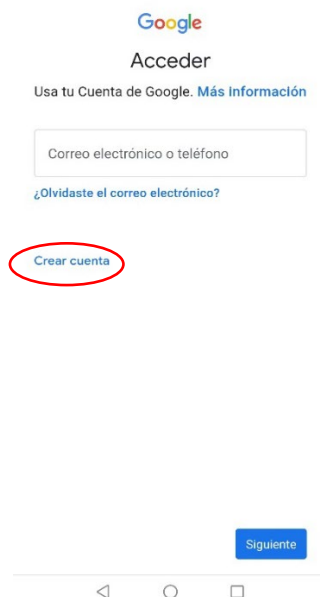 Google
Acceder
Usa tu Cuenta de Google. Más información
Correo electrónico o teléfono
¿Olvidaste el correo electrónico?
Crear cuenta
Siguiente